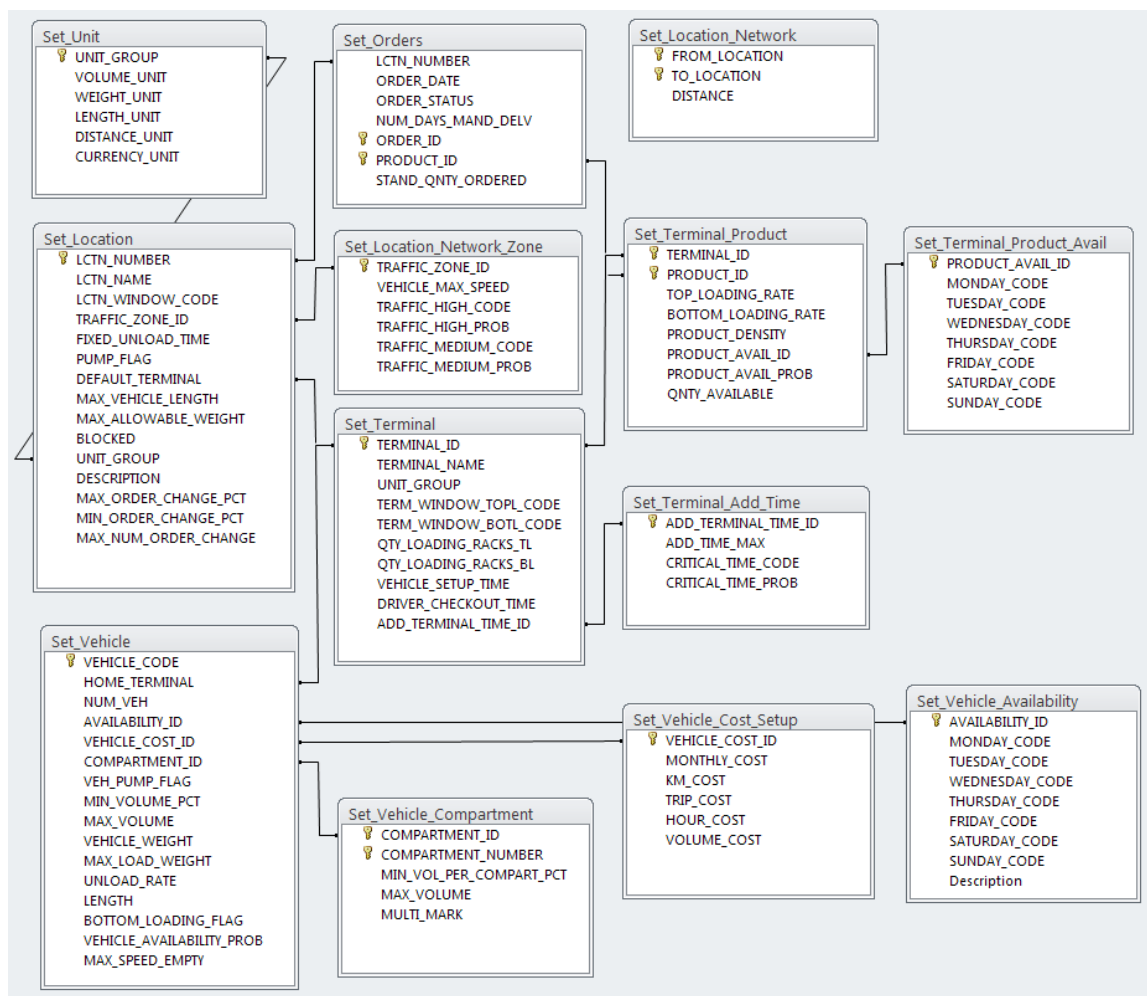 Set_Unit
UNIT_GROUP
VOLUME_UNIT
WEIGHT_UNIT
LENGTH_UNIT
DISTANCE_UNIT
CURRENCY_UNIT
Set_Orders
LCTN_NUMBER
ORDER_DATE
ORDER_STATUS
NUM_DAYS_MAND_DELV
ORDER_ID
PRODUCT_ID
STAND_QNTY_ORDERED
Set_Location_Network
FROM_LOCATION
TO_LOCATION
DISTANCE
Set_Location
LCTN_NUMBER
LCTN_NAME
LCTN_WINDOW_CODE
TRAFFIC_ZONE_ID
FIXED_UNLOAD_TIME
PUMP_FLAG
DEFAULT_TERMINAL
MAX_VEHICLE_LENGTH
MAX_ALLOWABLE_WEIGHT
BLOCKED
UNIT_GROUP
DESCRIPTION
MAX_ORDER_CHANGE_PCT
MIN_ORDER_CHANGE_PCT
MAX_NUM_ORDER_CHANGE
Set_Location_Network_Zone
TRAFFIC_ZONE_ID
VEHICLE_MAX_SPEED
TRAFFIC_HIGH_CODE
TRAFFIC_HIGH_PROB
TRAFFIC_MEDIUM_CODE
TRAFFIC_MEDIUM_PROB
Set_Terminal_Product
TERMINAL_ID
PRODUCT_ID
TOP_LOADING_RATE
BOTTOM_LOADING_RATE
PRODUCT_DENSITY
PRODUCT_AVAIL_ID
PRODUCT_AVAIL_PROB
QNTY_AVAILABLE
Set_Terminal_Product_Avail
PRODUCT_AVAIL_ID
MONDAY_CODE
TUESDAY_CODE
WEDNESDAY_CODE
THURSDAY_CODE
FRIDAY_CODE
SATURDAY_CODE
SUNDAY_CODE
Set_Terminal
TERMINAL_ID
TERMINAL_NAME
UNIT_GROUP
TERM_WINDOW_TOPL_CODE
TERM_WINDOW_BOTL_CODE
QTY_LOADING_RACKS_TL
QTY_LOADING_RACKS_BL
VEHICLE_SETUP_TIME
DRIVER_CHECKOUT_TIME
ADD_TERMINAL_TIME_ID
Set_Terminal_Add_Time
ADD_TERMINAL_TIME_ID
ADD_TIME_MAX
CRITICAL_TIME_CODE
CRITICAL_TIME_PROB
Set_Vehicle
VEHICLE_CODE
HOME_TERMINAL
NUM_VEH
AVAILABILITY_ID
VEHICLE_COST_ID
COMPARTMENT_ID
VEH_PUMP_FLAG
MIN_VOLUME_PCT
MAX_VOLUME
VEHICLE_WEIGHT
MAX_LOAD_WEIGHT
UNLOAD_RATE
LENGTH
BOTTOM_LOADING_FLAG
VEHICLE_AVAILABILITY_PROB
MAX_SPEED_EMPTY
Set_Vehicle_Compartment
COMPARTMENT_ID
COMPARTMENT_NUMBER
MIN_VOL_PER_COMPART_PCT
MAX_VOLUME
MULTI_MARK
Set_Vehicle_Cost_Setup
VEHICLE_COST_ID
MONTHLY_COST
KM_COST
TRIP_COST
HOUR_COST
VOLUME_COST
Set_Vehicle_Availability
AVAILABILITY_ID
MONDAY_CODE
TUESDAY_CODE
WEDNESDAY_CODE
THURSDAY_CODE
FRIDAY_CODE
SATURDAY_CODE
SUNDAY_CODE
Description